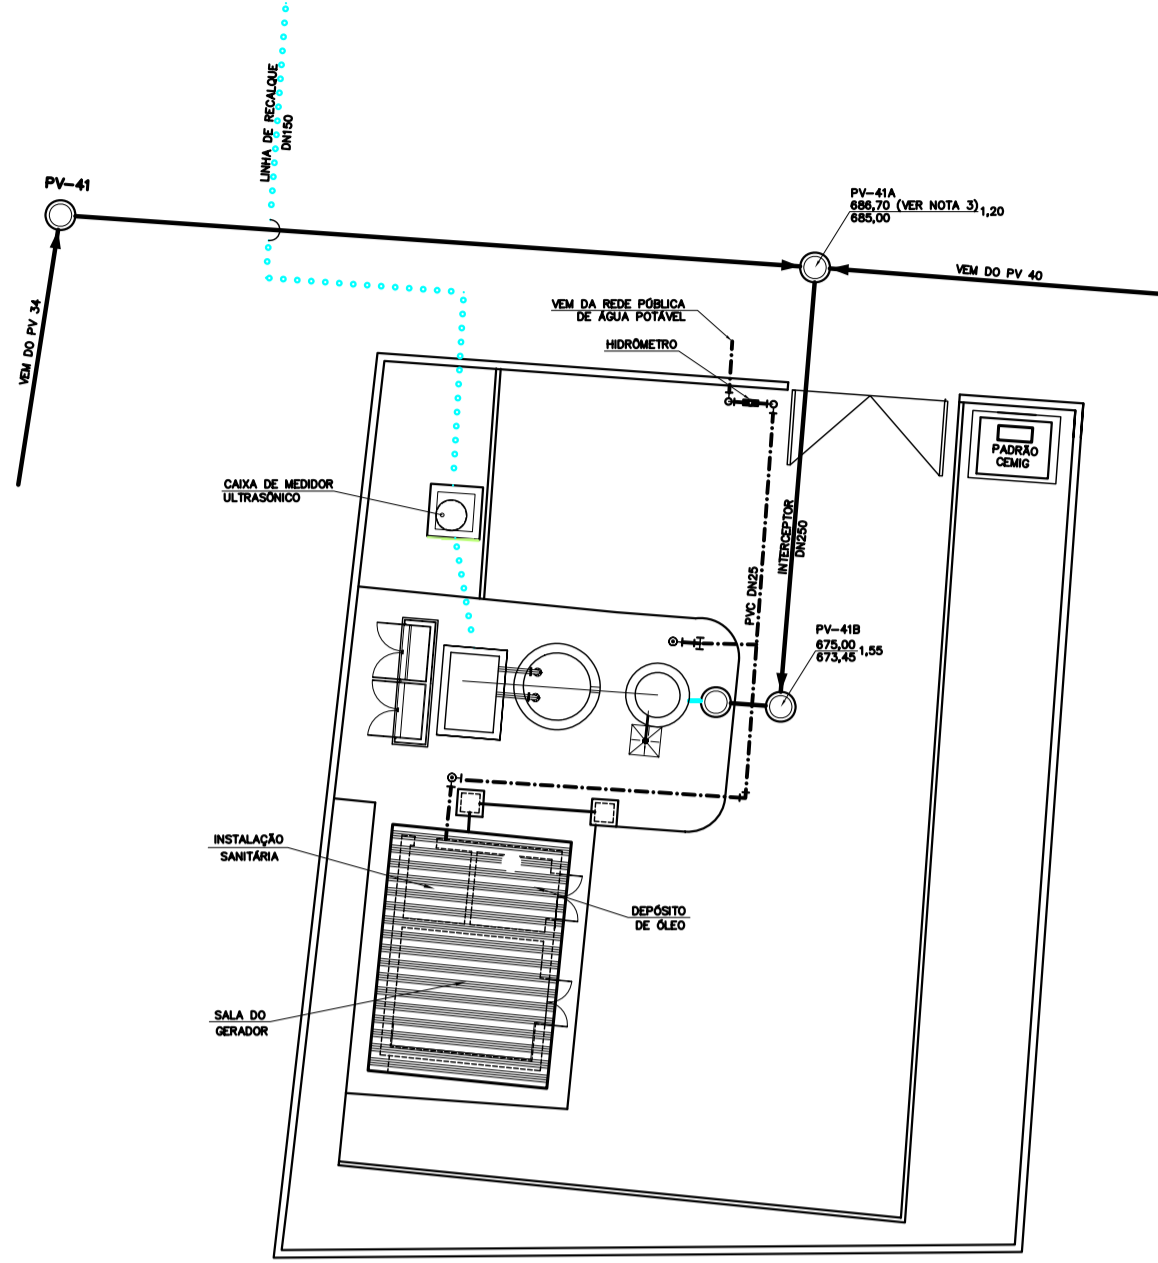 LINHA DE RECALQUE
DN150
PV-41
VEM DO PV 34
PV-41A
686,70 (VER NOTA 3)
1,20
685,00
VEM DO PV 40
VEM DA REDE PÚBLICA
DE ÁGUA POTÁVEL
HIDRÔMETRO
PADRÃO
CEMIG
CAIXA DE MEDIDOR
ULTRASÔNICO
INTERCEPTOR
DN250
PVC DN25
PV-41B
675,00
1,55
673,45
INSTALAÇÃO
SANITÁRIA
DEPÓSITO
DE ÓLEO
SALA DO
GERADOR